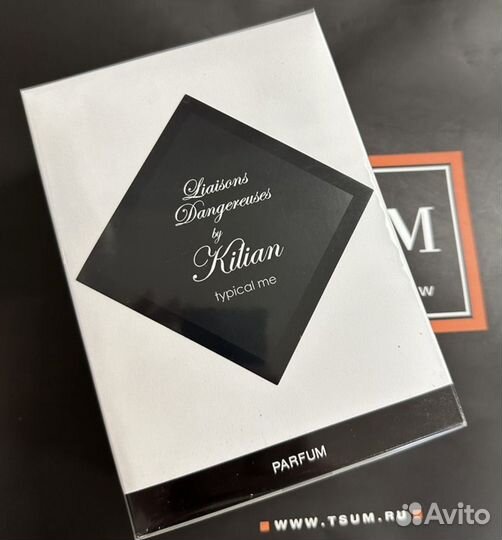 Liaisons
Dangereuses
by
Kilian
typical me
PARFUM
M
W
WWW.TSUM.RU
Avito